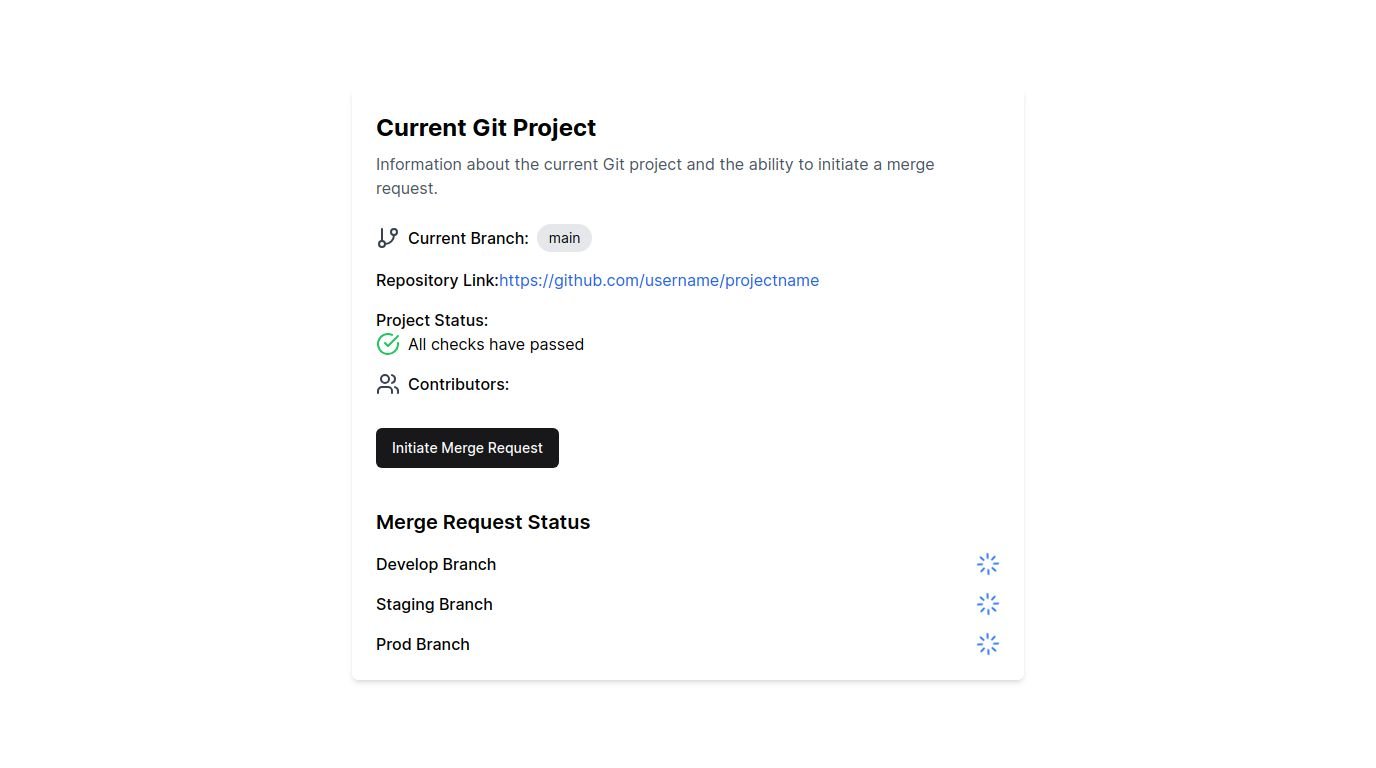 Current Git Project
Information about the current Git project and the ability to initiate a merge
request.
Current Branch: main
Repository Link:https://github.com/username/projectname
Project Status:
All checks have passed
Contributors:
Initiate Merge Request
Merge Request Status
Develop Branch
Staging Branch
Prod Branch